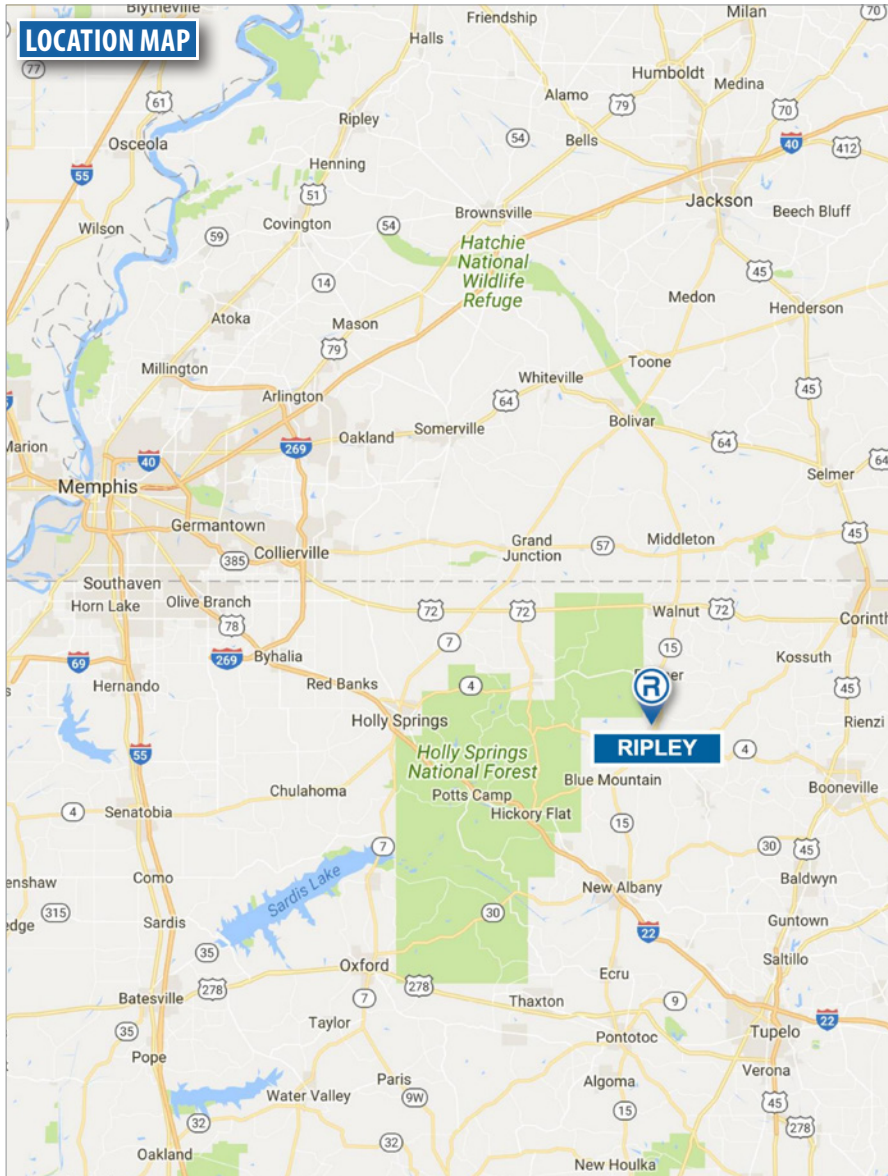 LOCATION MAP
Blytheville
Friendship
Milan
70
Halls
77
61
Humboldt
Medina
Alamo
79
Ripley
Osceola
54
Bells
70
40
412
Henning
55
51
Jackson
Beech Bluff
Brownsville
Wilson
Covington
54
59
Hatchie
National
Wildlife
Refuge
45
14
Medon
Henderson
Atoka
Mason
79
Toone
Millington
Whiteville
45
Arlington
64
Bolivar
Oakland
Somerville
269
64
Marion
40
64
Selmer
Memphis
Germantown
Grand
Junction
57
Middleton
45
385
Collierville
Southaven
Horn Lake
Olive Branch
72
72
Walnut
72
Corinth
78
7
15
69
269
Byhalia
Kossuth
Hernando
Red Banks
4
R
45
Holly Springs
Rienzi
RIPLEY
4
55
Holly Springs
National Forest
Blue Mountain
Chulahoma
Potts Camp
Booneville
4
Senatobia
Hickory Flat
15
7
30
45
Como
Sardis Lake
Baldwyn
New Albany
315
30
Sardis
Guntown
22
35
Saltillo
Oxford
Ecru
278
278
Batesville
7
Thaxton
9
22
35
Taylor
Tupelo
Pope
Pontotoc
Verona
Paris
Algoma
Water Valley
9W
45
15
32
278
32
Oakland
New Houlka